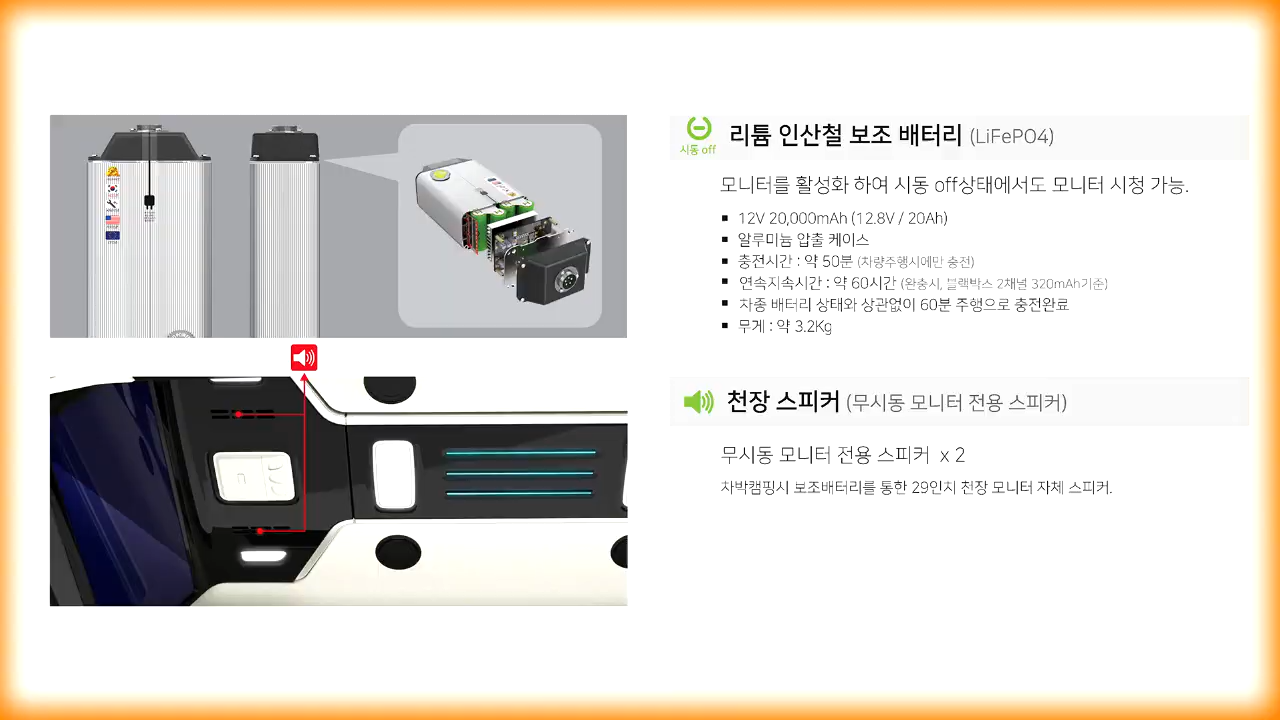 시동 off
리튬 인산철 보조 배터리 (LiFePO4)
모니터를 활성화 하여 시동 off상태에서도 모니터 시청 가능.
▪ 12V 20,000mAh (12.8V / 20Ah)
▪ 알루미늄 압출 케이스
▪ 충전시간 : 약 50분 (차량주행시에만 충전)
▪ 연속지속시간 : 약 60시간 (완충시, 블랙박스 2채널 320mAh기준)
▪ 차종 배터리 상태와 상관없이 60분 주행으로 충전완료
▪ 무게 : 약 3.2Kg
천장 스피커 (무시동 모니터 전용 스피커)
무시동 모니터 전용 스피커 x 2
차박캠핑시 보조배터리를 통한 29인치 천장 모니터 자체 스피커.